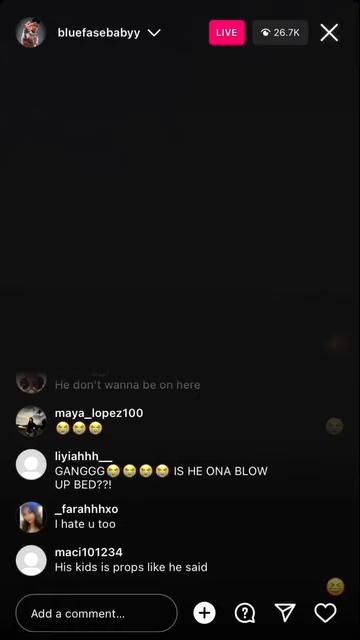 bluefasebabyy
LIVE
26.7K
He don't wanna be on here
maya_lopez100
😭😭😭
liyiahhh__
GANGGG😭😭😭😭 IS HE ONA BLOW
UP BED??!
_farahhhxo
I hate u too
maci101234
His kids is props like he said
Add a comment...